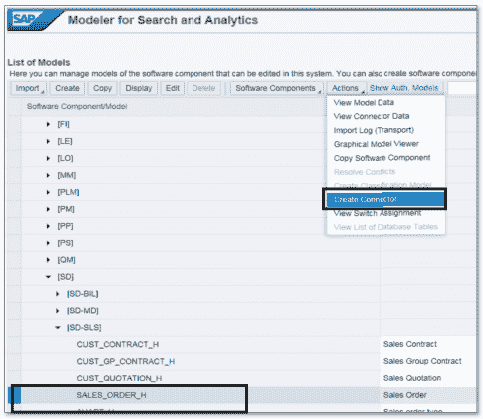 SAP Modeler for Search and Analytics
List of Models
Here you can manage models of the software component that can be edited in this system. You can also create software compone
Import Create Copy Display Edit Delete Software Components Actions Show Auth. Models
Software Component/Model
View Model Data
[FI]
View Connector Data
[LE]
Import Log (Transport)
[LO]
Graphical Model Viewer
[MM]
Copy Software Component
[PLM]
Resolve Conflicts
[PM]
Create Classification Model
[PP]
Create Connector
[PS]
View Switch Assignment
[QM]
View List of Database Tables
[SD]
[SD-BIL]
[SD-MD]
[SD-SLS]
CUST_CONTRACT_H Sales Contract
CUST_GP_CONTRACT_H Sales Group Contract
CUST_QUOTATION_H Sales Quotation
SALES_ORDER_H Sales Order